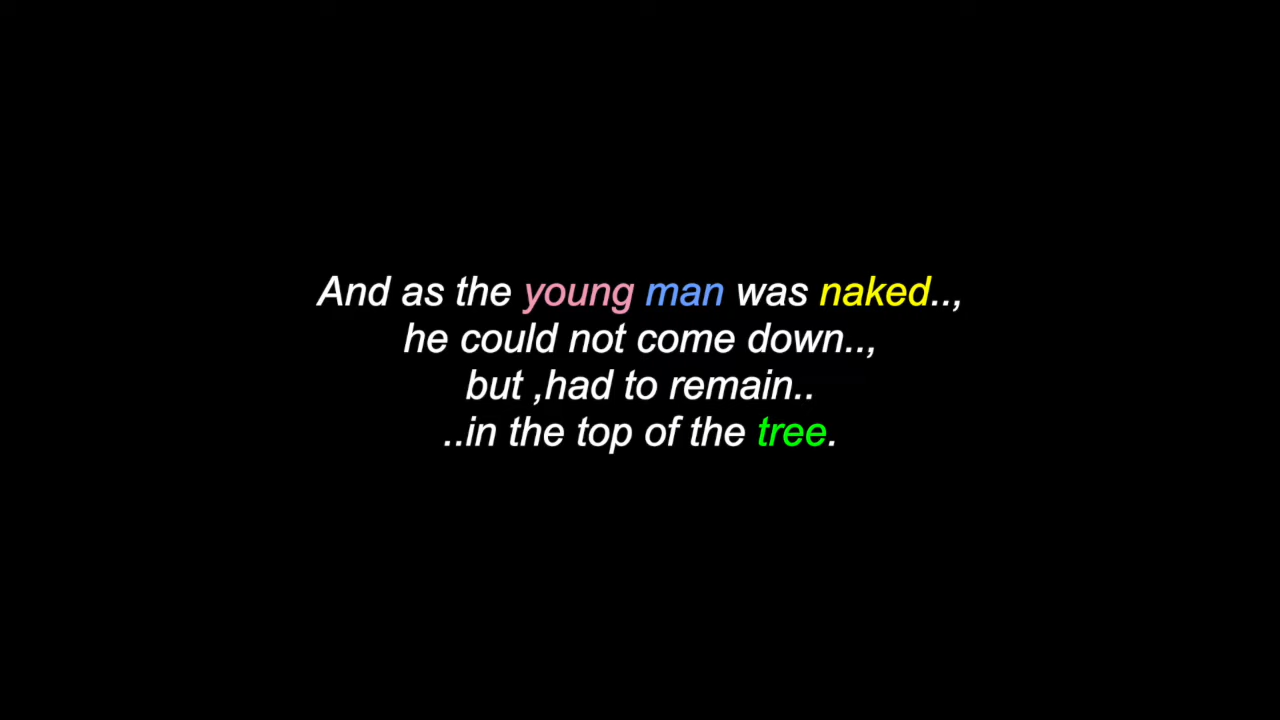 And as the young man was naked..,
he could not come down..,
but ,had to remain..
..in the top of the tree.